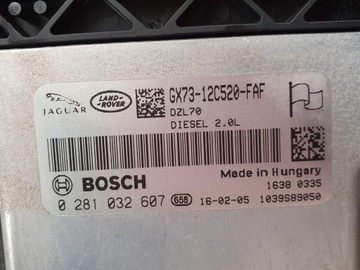 JAGUAR
LAND-
ROVER
GX73-12C520-FAF
DZL70
DIESEL 2.0L
Made in Hungary
BOSCH
1638 0335
0 281 032 607 G5B 16-02-05 1039S89050